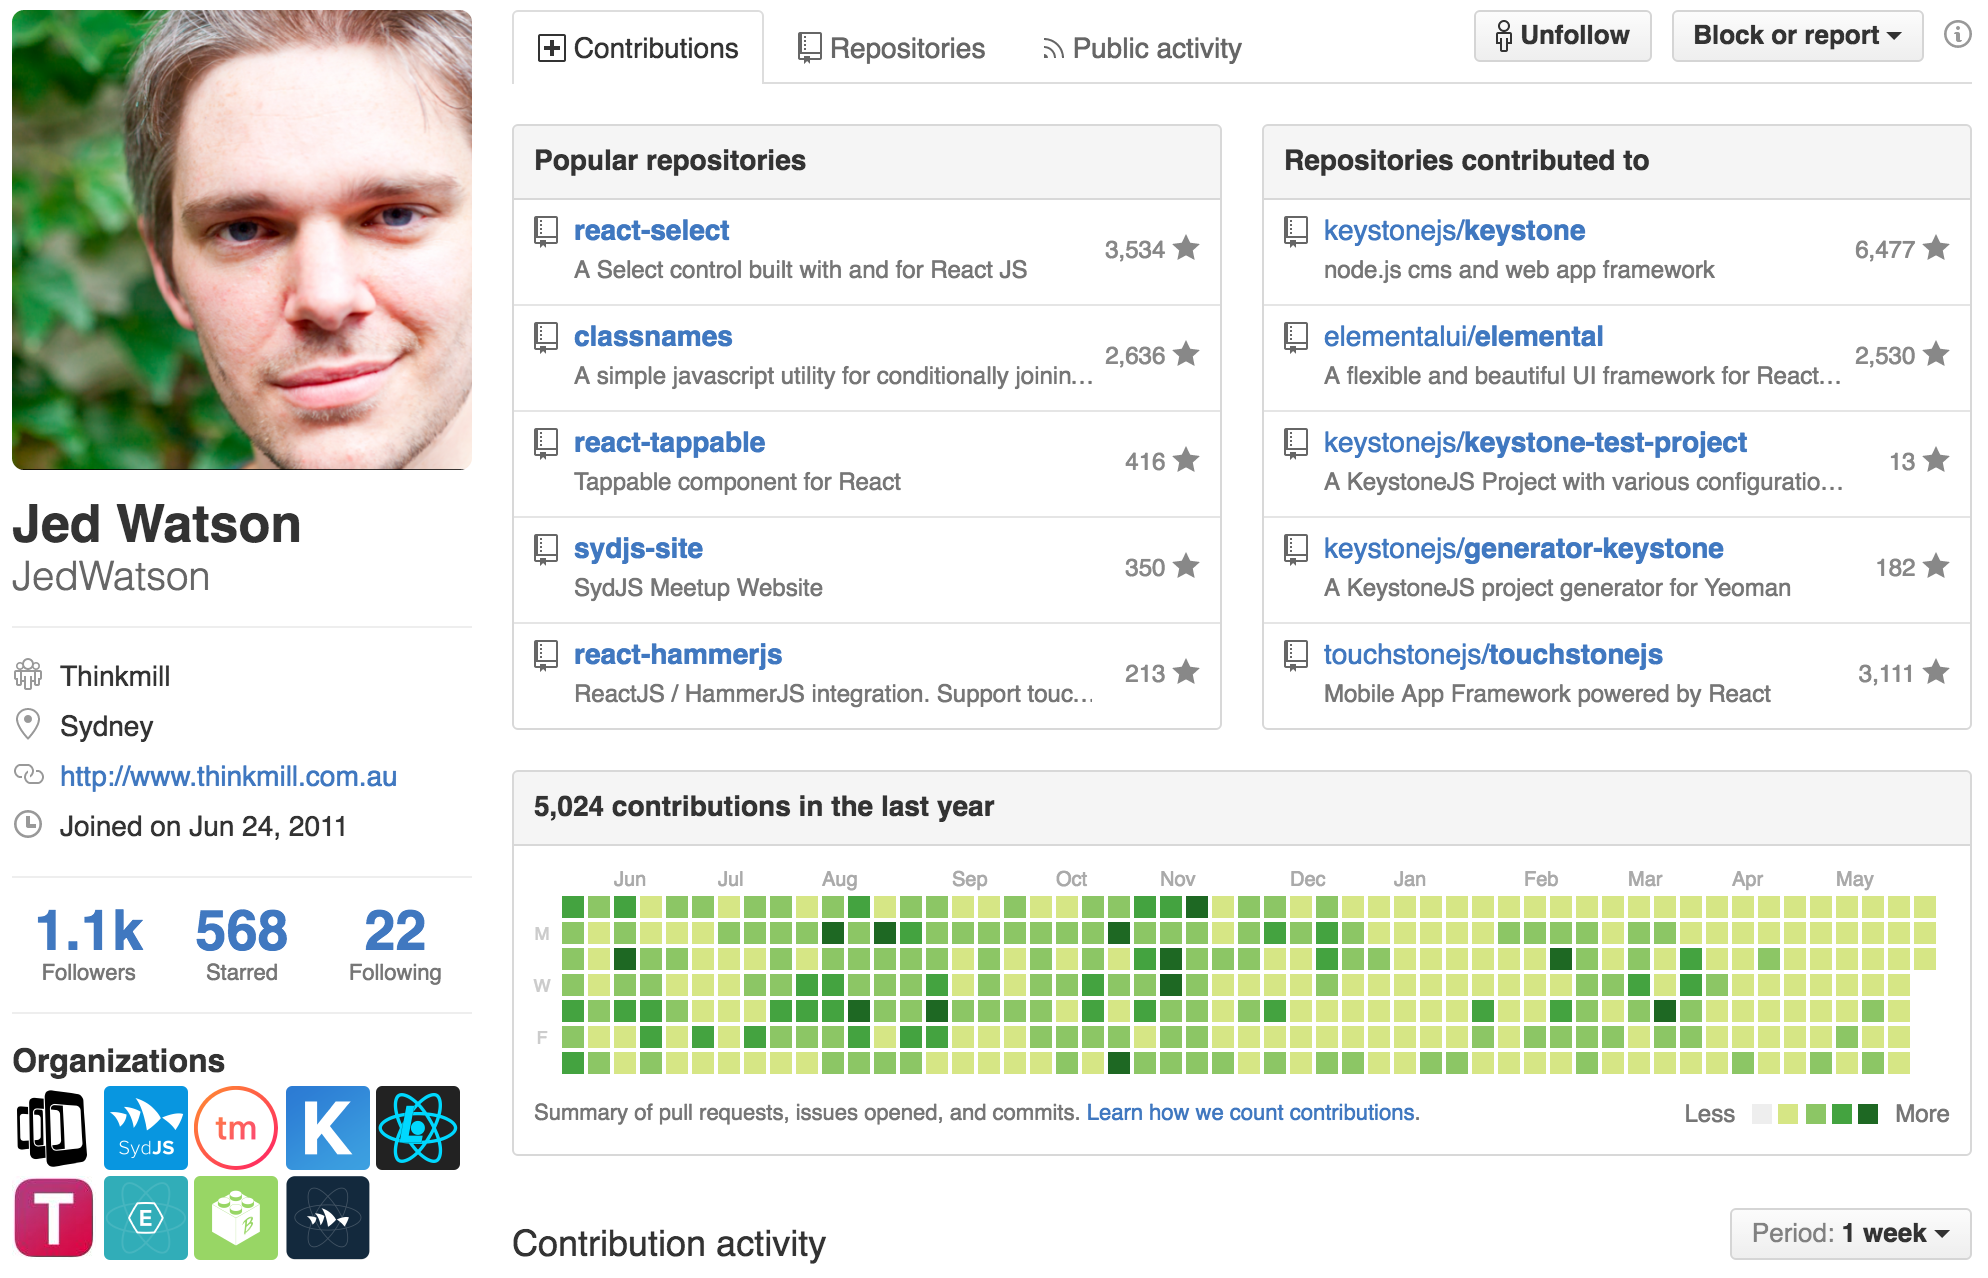 Contributions
Repositories
Public activity
Unfollow
Block or report
Jed Watson
JedWatson
Thinkmill
Sydney
http://www.thinkmill.com.au
Joined on Jun 24, 2011
1.1k 568 22
Followers Starred Following
Organizations
SydJS
tm
K
T
E
B
Popular repositories
react-select
A Select control built with and for React JS
3,534
classnames
A simple javascript utility for conditionally joinin…
2,636
react-tappable
Tappable component for React
416
sydjs-site
SydJS Meetup Website
350
react-hammerjs
ReactJS / HammerJS integration. Support touc…
213
Repositories contributed to
keystonejs/keystone
node.js cms and web app framework
6,477
elementalui/elemental
A flexible and beautiful UI framework for React…
2,530
keystonejs/keystone-test-project
A KeystoneJS Project with various configuratio…
13
keystonejs/generator-keystone
A KeystoneJS project generator for Yeoman
182
touchstonejs/touchstonejs
Mobile App Framework powered by React
3,111
5,024 contributions in the last year
Jun Jul Aug Sep Oct Nov Dec Jan Feb Mar Apr May
M
W
F
Summary of pull requests, issues opened, and commits. Learn how we count contributions.
Less More
Contribution activity
Period: 1 week